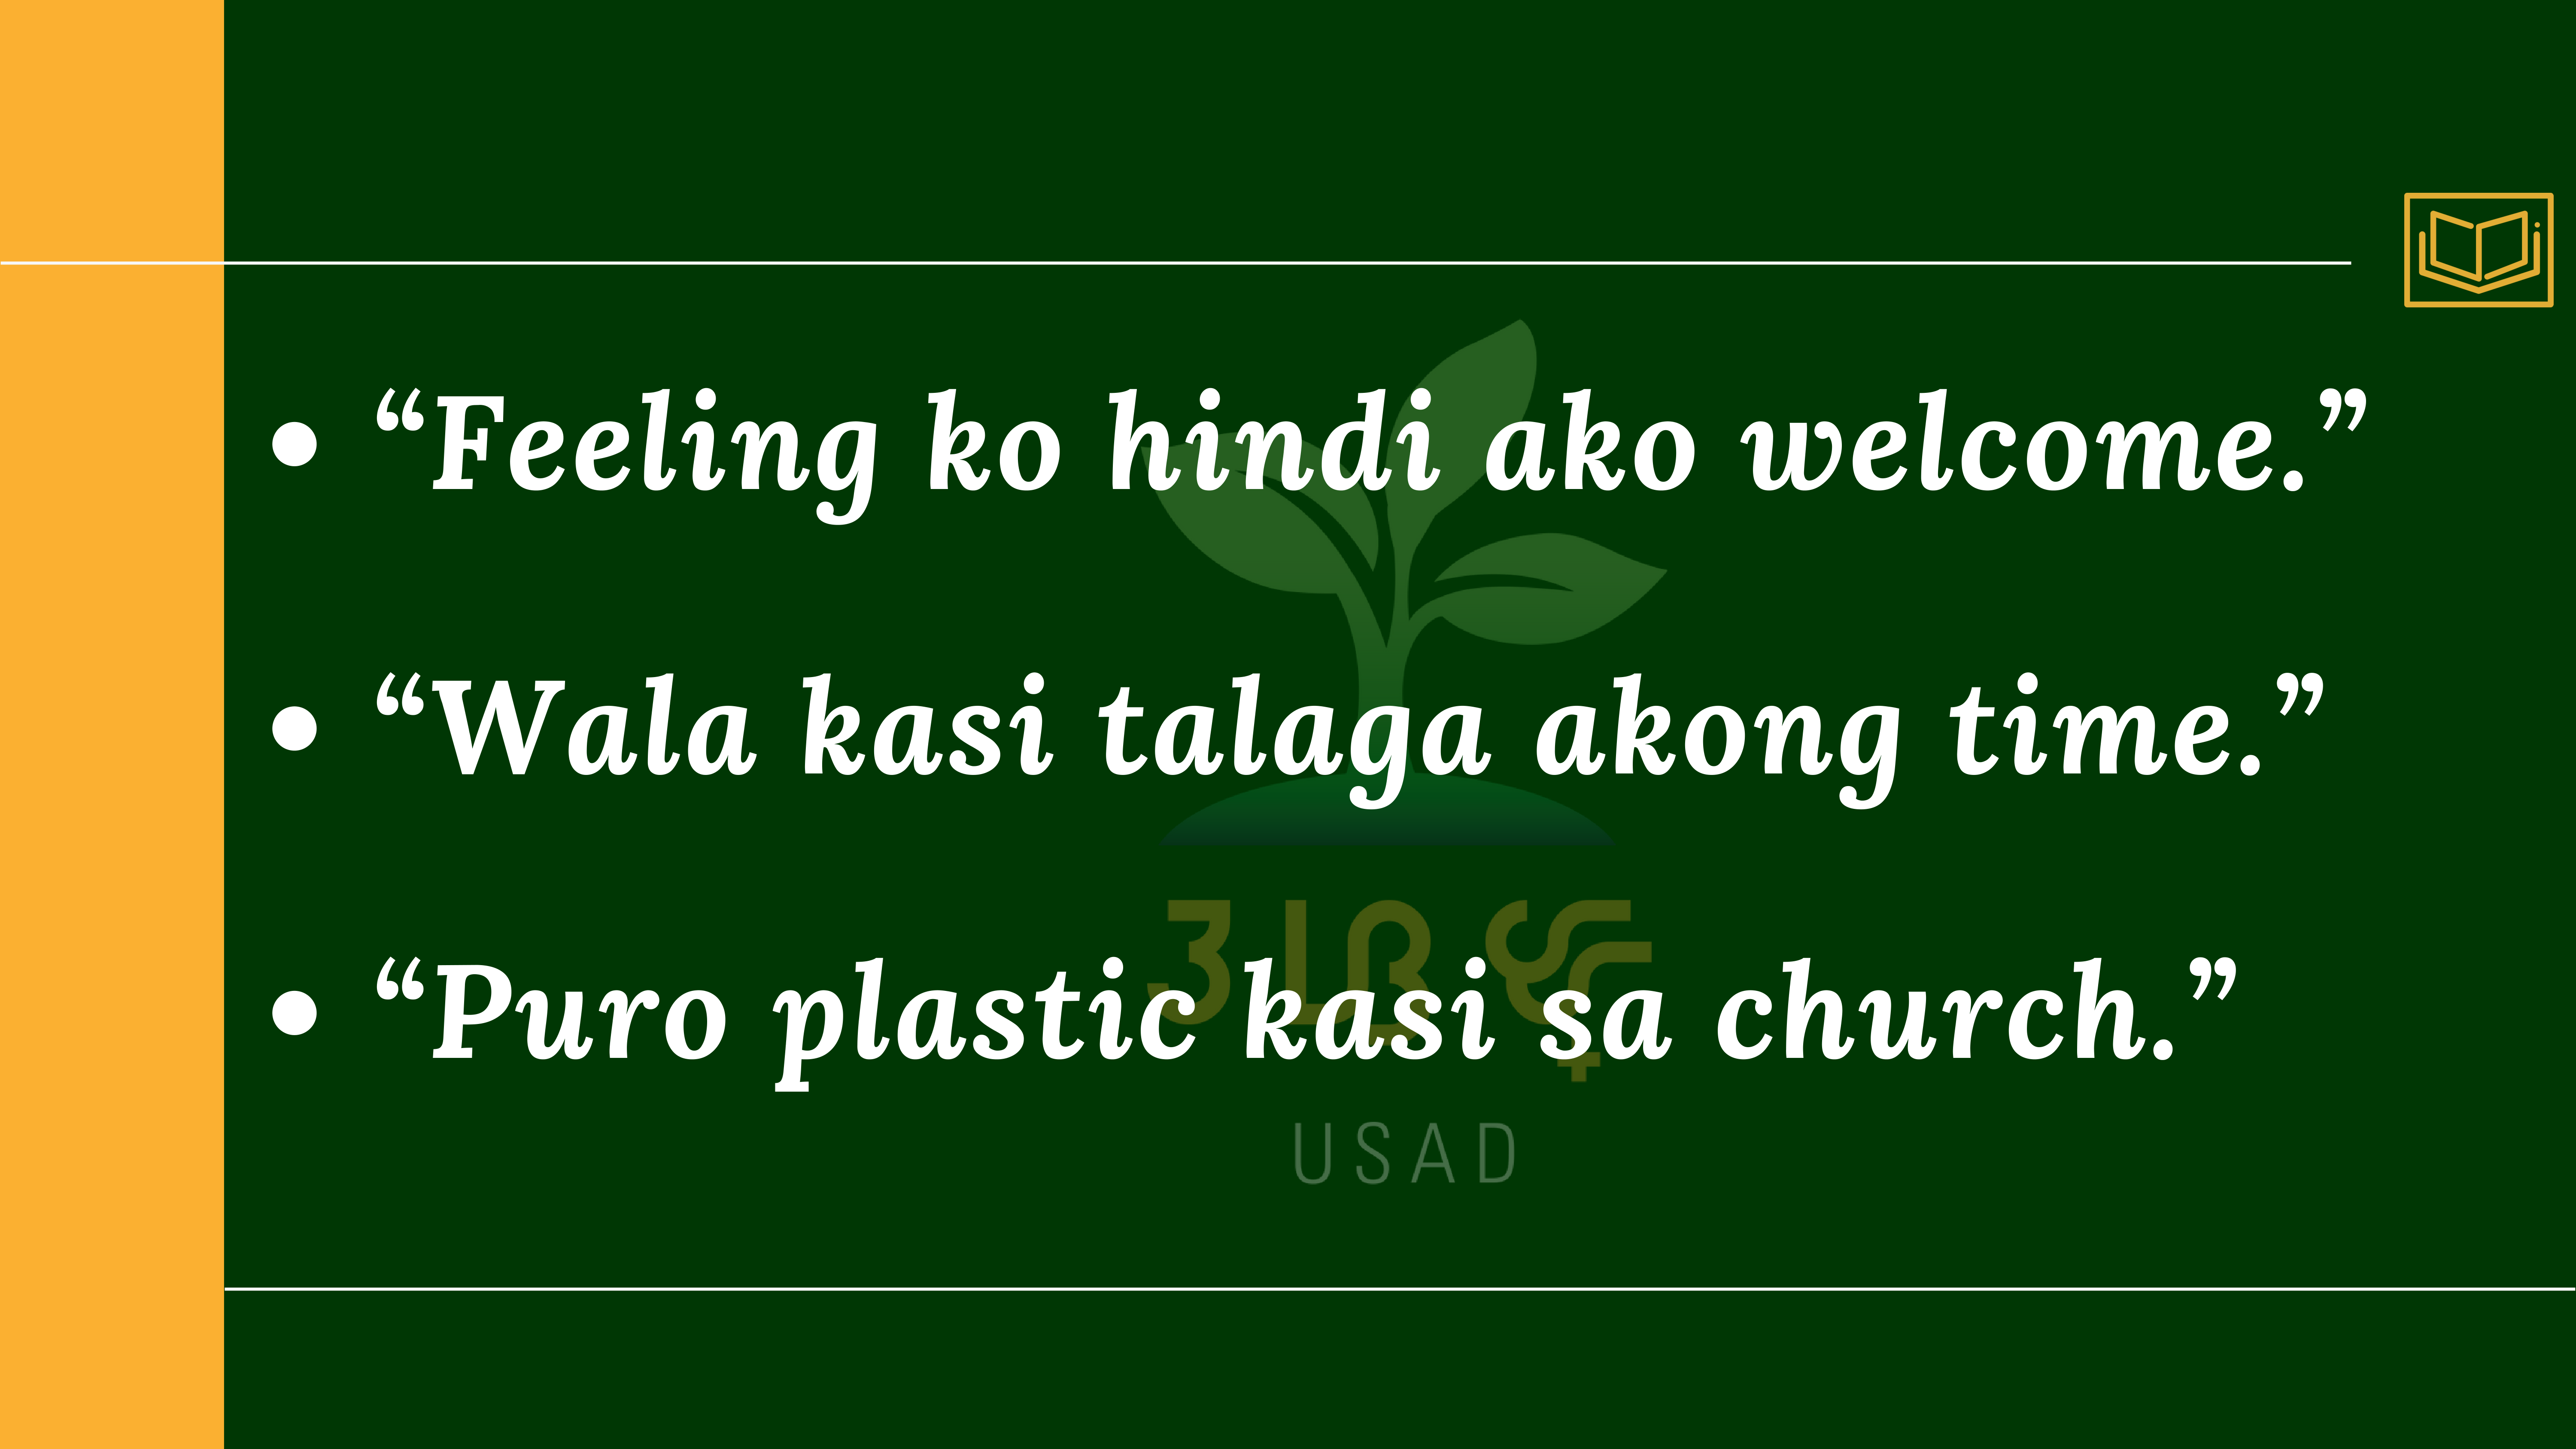 • “Feeling ko hindi ako welcome.”
• “Wala kasi talaga akong time.”
• “Puro plastic kasi sa church.”
USAD